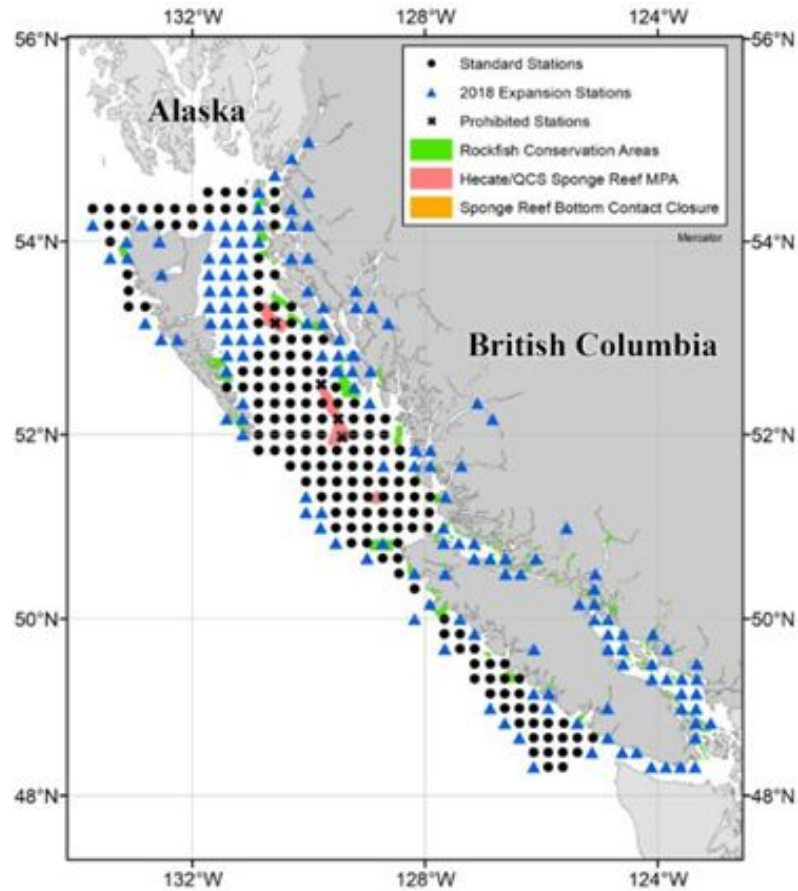 132°W 128°W 124°W
56°N 56°N
Alaska
Standard Stations
2018 Expansion Stations
Prohibited Stations
Rockfish Conservation Areas
Hecate/QCS Sponge Reef MPA
Sponge Reef Bottom Contact Closure
Mercator
54°N 54°N
British Columbia
52°N 52°N
50°N 50°N
48°N 48°N
132°W 128°W 124°W